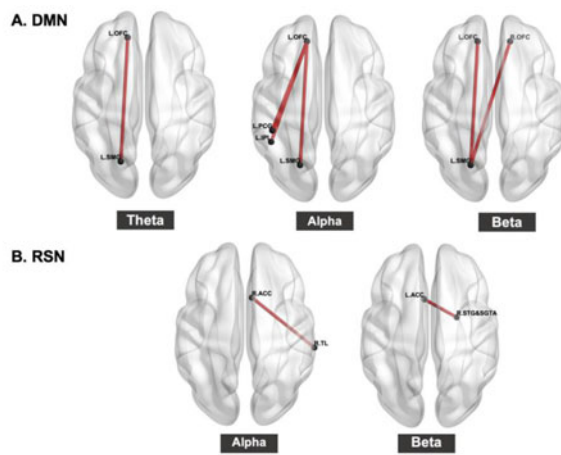 A. DMN
L.OFC
L.SMG
Theta
L.OFC
L.PCG
L.IPL
L.SMG
Alpha
L.OFC R.OFC
L.SMG
Beta
B. RSN
R.ACC
R.TL
Alpha
L.ACC
R.STG&SGTA
Beta